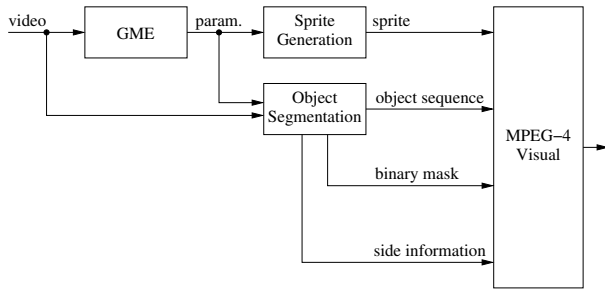 video
GME
param.
Sprite
Generation
sprite
Object
Segmentation
object sequence
MPEG−4
Visual
binary mask
side information